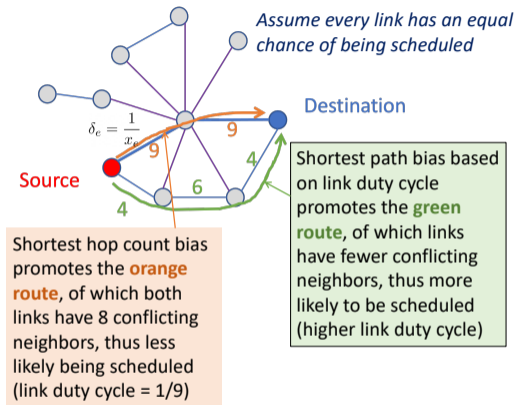 Assume every link has an equal
chance of being scheduled
Destination
δₑ = 1/xₑ
9
9
Source
4
6
4
Shortest path bias based
on link duty cycle
promotes the green
route, of which links
have fewer conflicting
neighbors, thus more
likely to be scheduled
(higher link duty cycle)
Shortest hop count bias
promotes the orange
route, of which both
links have 8 conflicting
neighbors, thus less
likely being scheduled
(link duty cycle = 1/9)